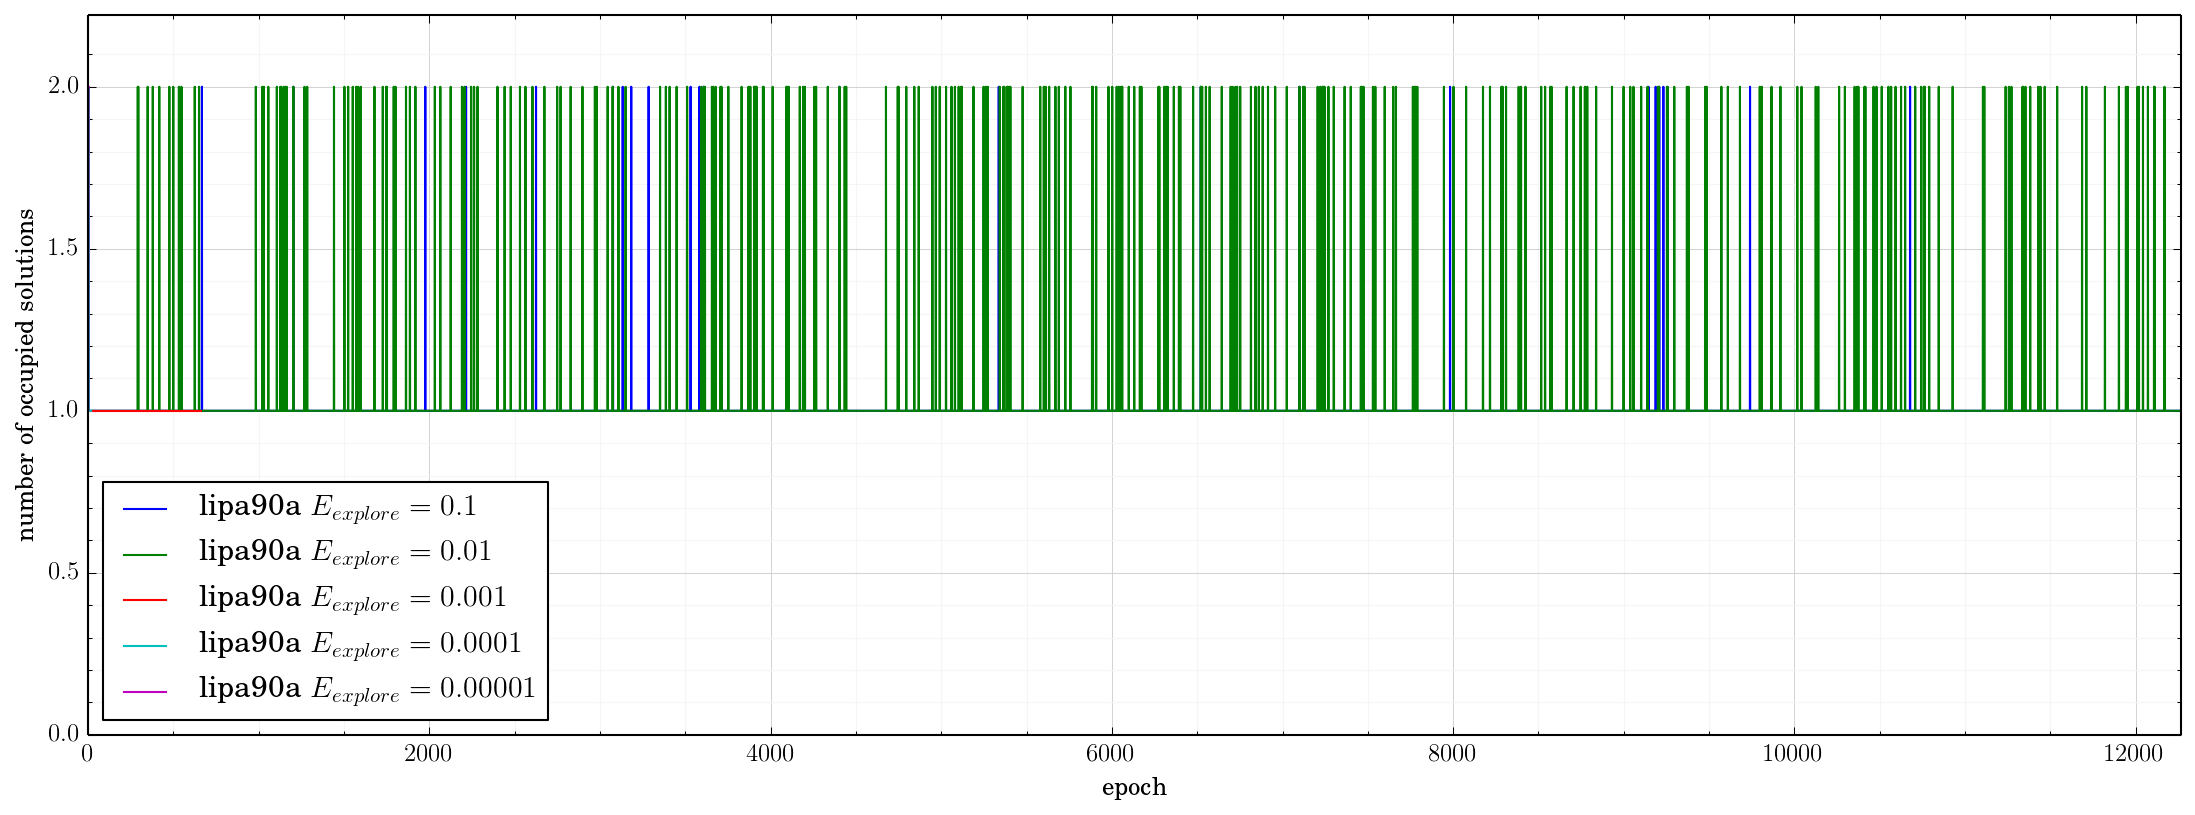 2.0
1.5
1.0
0.5
0.0
number of occupied solutions
lipa90a E_explore = 0.1
lipa90a E_explore = 0.01
lipa90a E_explore = 0.001
lipa90a E_explore = 0.0001
lipa90a E_explore = 0.00001
0 2000 4000 6000 8000 10000 12000
epoch